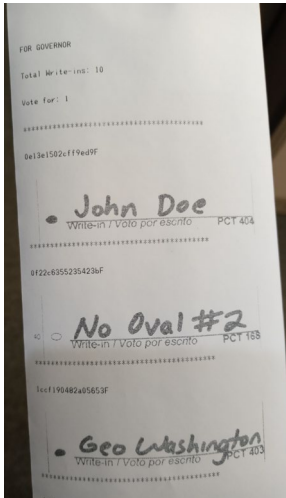 FOR GOVERNOR
Total Write-ins: 10
Vote for: 1
0e13e1502cff9ed9F
John Doe
Write-in / Voto por escrito PCT 404
0f22c6355235423bF
No Oval #2
Write-in / Voto por escrito PCT 168
1ccf190482a05653F
Geo Washington
Write-in / Voto por escrito PCT 403